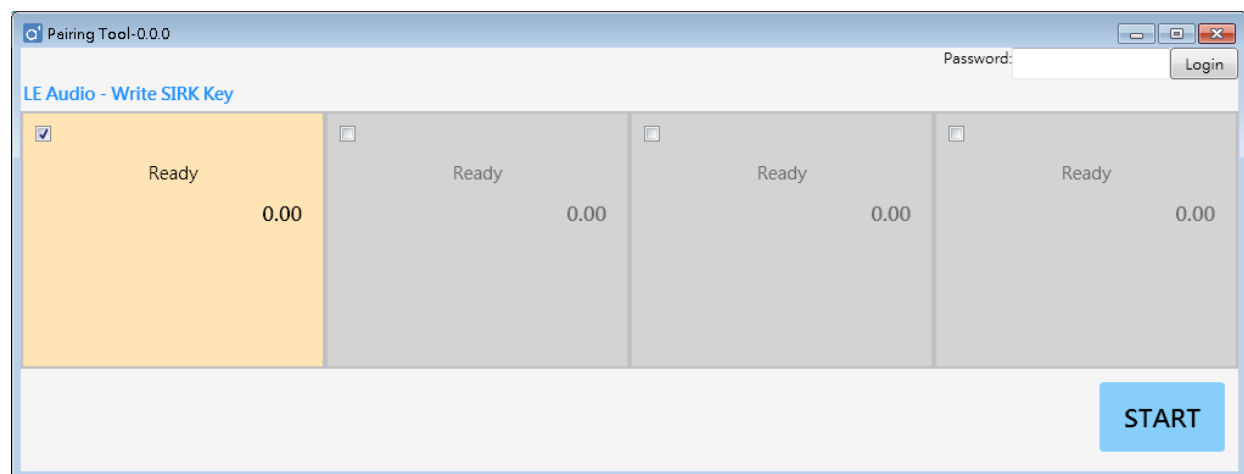 Pairing Tool-0.0.0
Password:
Login
LE Audio - Write SIRK Key
Ready
0.00
Ready
0.00
Ready
0.00
Ready
0.00
START